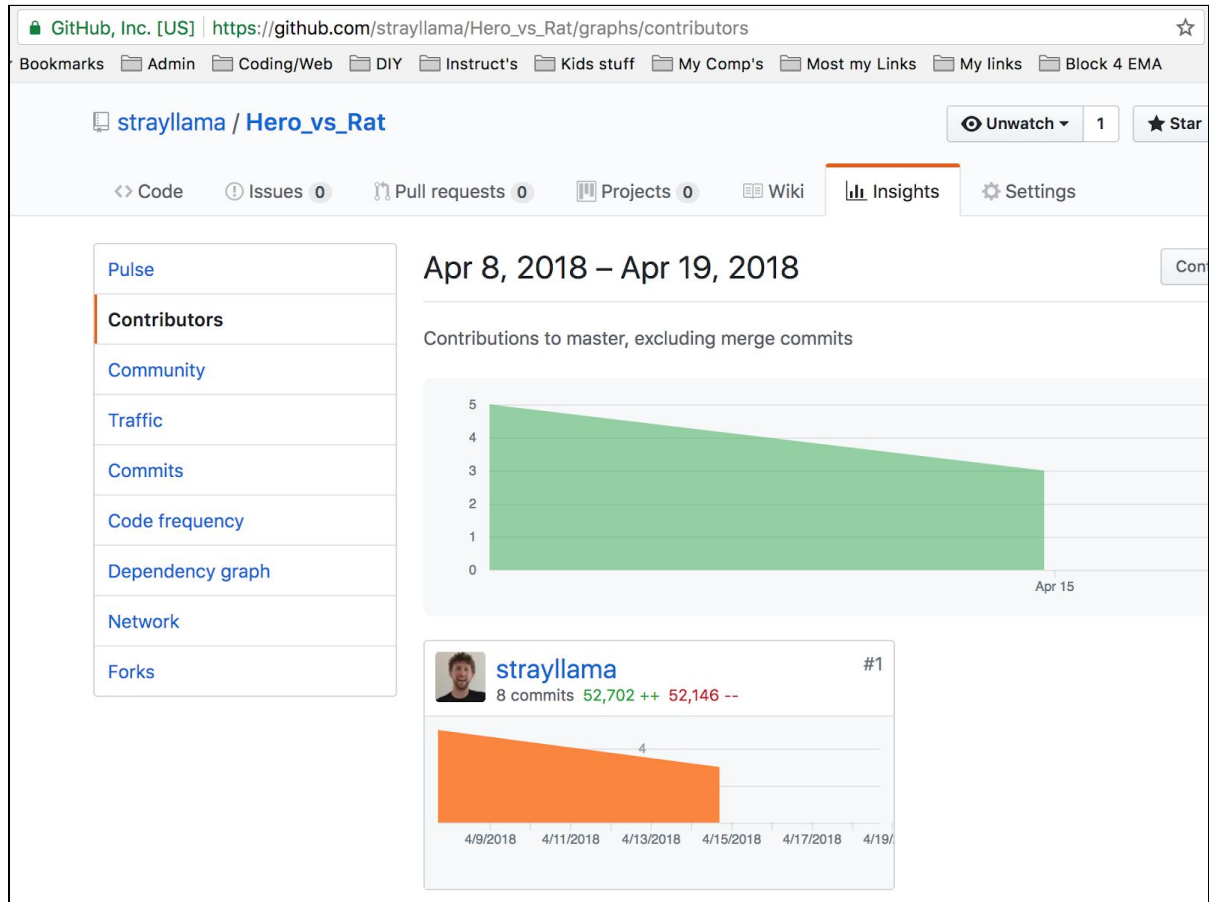 GitHub, Inc. [US] https://github.com/strayllama/Hero_vs_Rat/graphs/contributors
Bookmarks Admin Coding/Web DIY Instruct's Kids stuff My Comp's Most my Links My links Block 4 EMA
strayllama / Hero_vs_Rat Unwatch 1 Star
<> Code Issues 0 Pull requests 0 Projects 0 Wiki Insights Settings
Pulse
Contributors
Community
Traffic
Commits
Code frequency
Dependency graph
Network
Forks
Apr 8, 2018 – Apr 19, 2018
Cont
Contributions to master, excluding merge commits
5
4
3
2
1
0
Apr 15
strayllama #1
8 commits 52,702 ++ 52,146 --
4
4/9/2018 4/11/2018 4/13/2018 4/15/2018 4/17/2018 4/19/